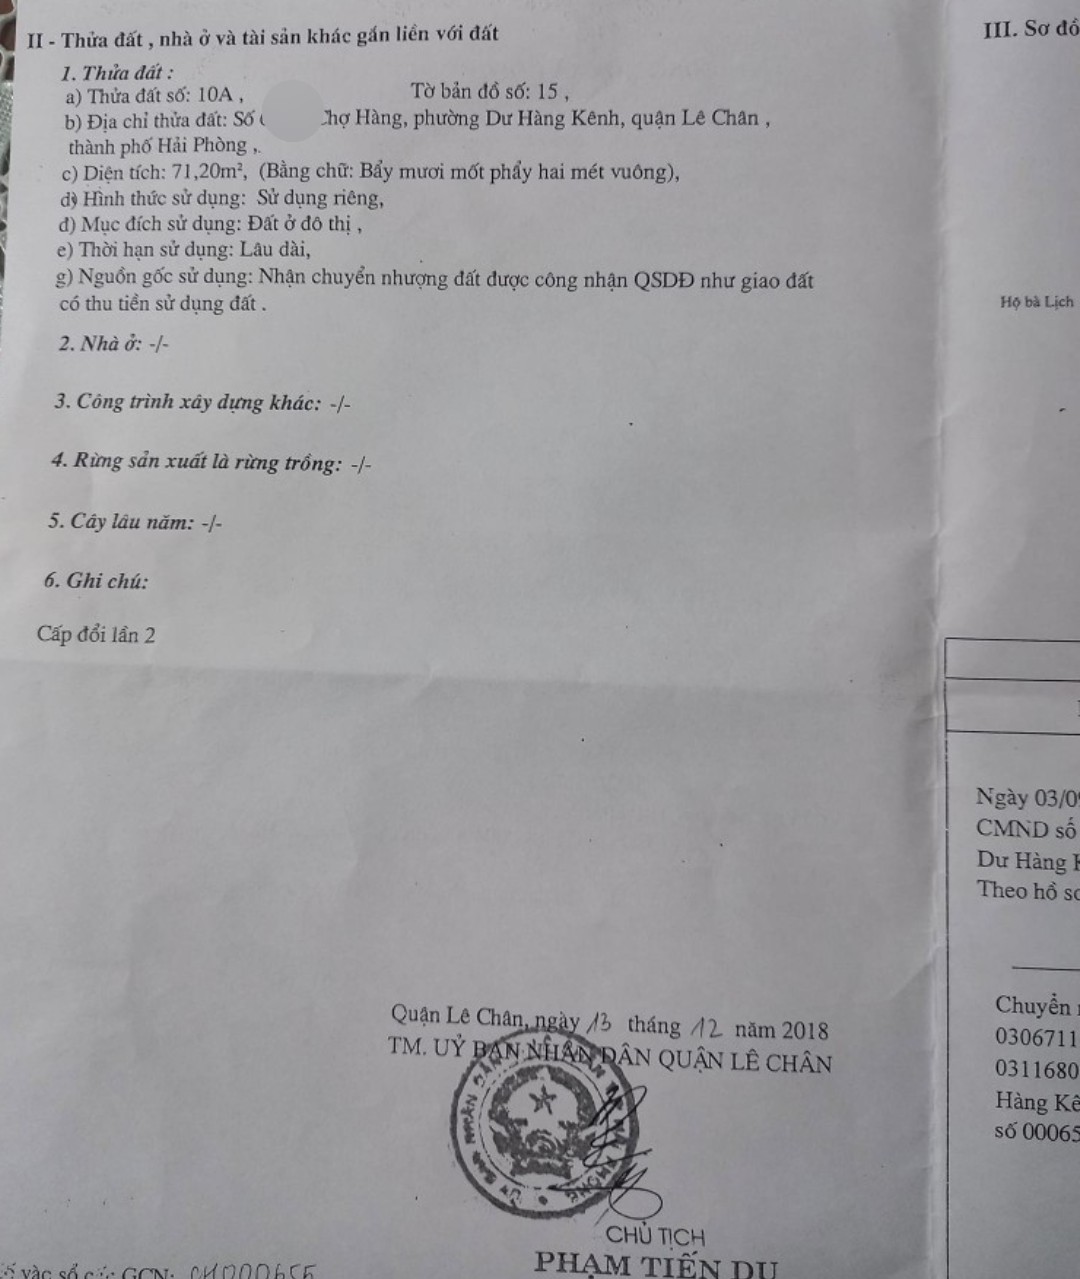 II - Thửa đất , nhà ở và tài sản khác gắn liền với đất
1. Thửa đất :
a) Thửa đất số: 10A , Tờ bản đồ số: 15 ,
b) Địa chỉ thửa đất: Số Chợ Hàng, phường Dư Hàng Kênh, quận Lê Chân ,
thành phố Hải Phòng ,.
c) Diện tích: 71,20m², (Bằng chữ: Bẩy mươi mốt phẩy hai mét vuông),
d) Hình thức sử dụng: Sử dụng riêng,
đ) Mục đích sử dụng: Đất ở đô thị ,
e) Thời hạn sử dụng: Lâu dài,
g) Nguồn gốc sử dụng: Nhận chuyển nhượng đất được công nhận QSDĐ như giao đất
có thu tiền sử dụng đất .
2. Nhà ở: -/-
3. Công trình xây dựng khác: -/-
4. Rừng sản xuất là rừng trồng: -/-
5. Cây lâu năm: -/-
6. Ghi chú:
Cấp đổi lần 2
Quận Lê Chân, ngày 13 tháng 12 năm 2018
TM. UỶ BAN NHÂN DÂN QUẬN LÊ CHÂN
CHỦ TỊCH
PHẠM TIẾN DU
vào sổ cấp GCN:
III. Sơ đồ
Hộ bà Lịch
Ngày 03/0
CMND số
Dư Hàng
Theo hồ
Chuyển
0306711
0311680
Hàng Kê
số 00065